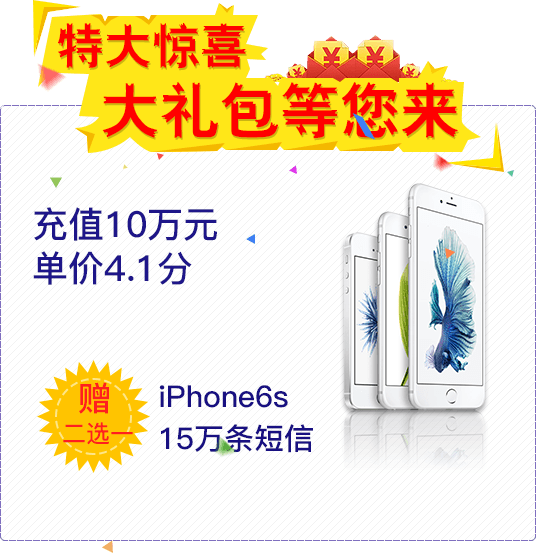 特大惊喜
¥ ¥
大礼包等您来
充值10万元
单价4.1分
赠
二选一
iPhone6s
15万条短信